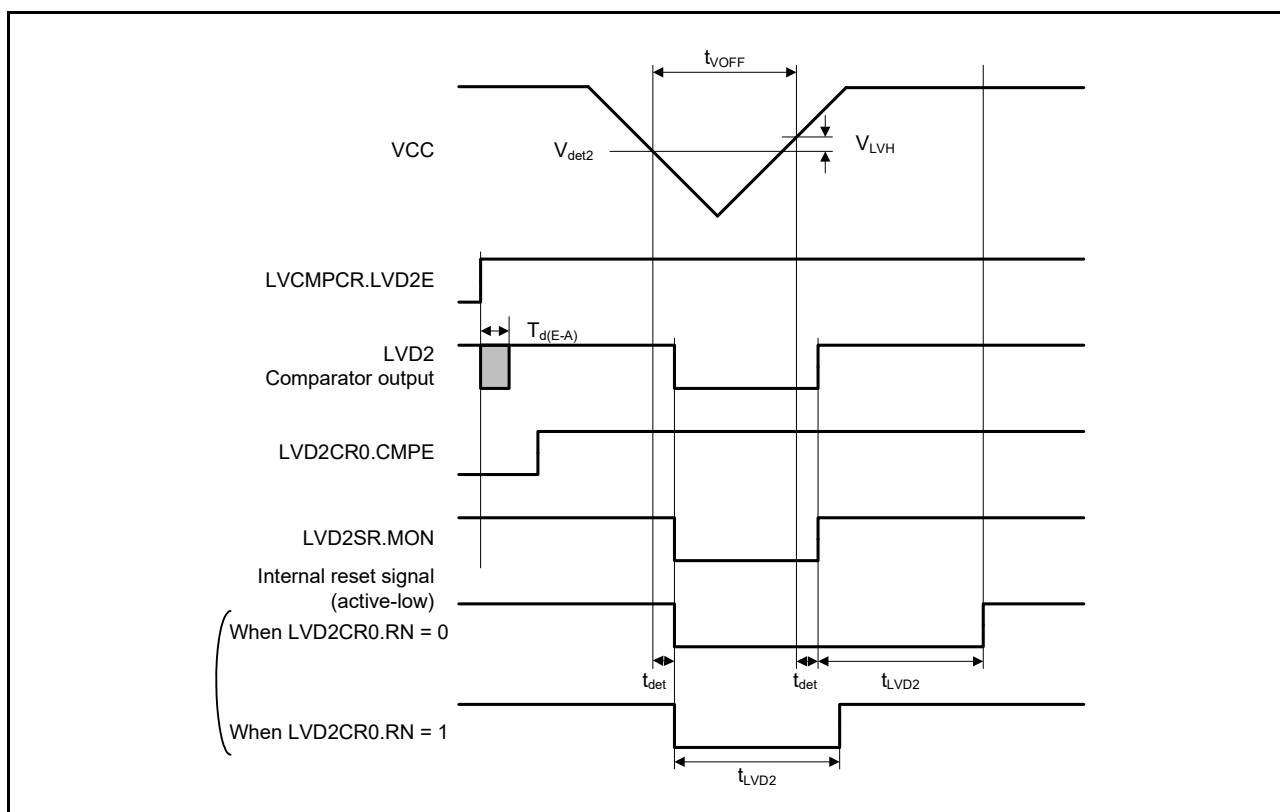 tVOFF
VCC
Vdet2
VLVH
LVCMPCR.LVD2E
Td(E-A)
LVD2
Comparator output
LVD2CR0.CMPE
LVD2SR.MON
Internal reset signal
(active-low)
When LVD2CR0.RN = 0
tdet
tdet
tLVD2
When LVD2CR0.RN = 1
tLVD2